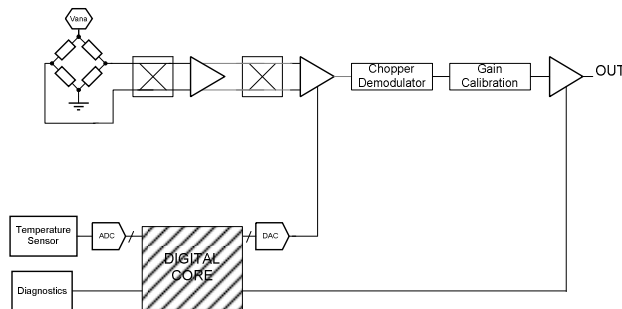 Vana
Chopper
Demodulator
Gain
Calibration
OUT
Temperature
Sensor
ADC
DIGITAL
CORE
DAC
Diagnostics